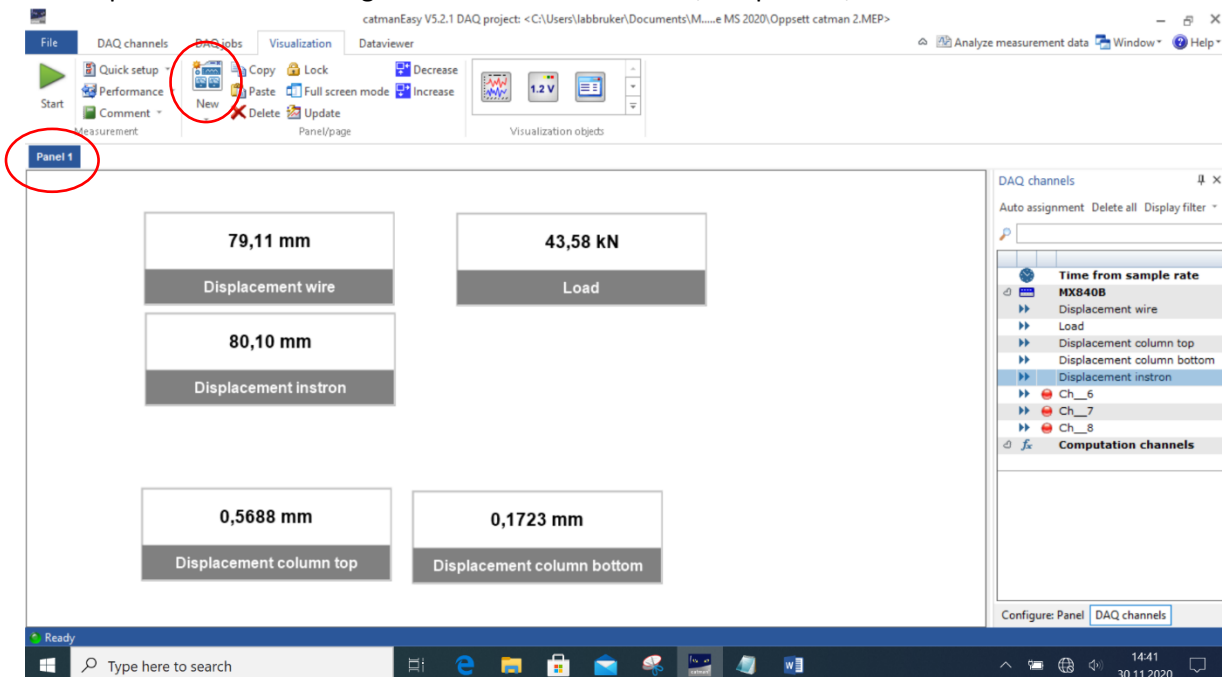 catmanEasy V5.2.1 DAQ project: <C:\Users\labbruker\Documents\M.....e MS 2020\Oppsett catman 2.MEP>
File DAQ channels DAQ jobs Visualization Dataviewer
Analyze measurement data Window Help
Start
Quick setup
Performance
Comment
Measurement
New
Copy
Paste
Delete
Lock
Full screen mode
Update
Decrease
Increase
Panel/page
1.2 V
Visualization objects
Panel 1
79,11 mm
Displacement wire
43,58 kN
Load
80,10 mm
Displacement instron
0,5688 mm
Displacement column top
0,1723 mm
Displacement column bottom
DAQ channels
Auto assignment Delete all Display filter
Time from sample rate
MX840B
Displacement wire
Load
Displacement column top
Displacement column bottom
Displacement instron
Ch__6
Ch__7
Ch__8
fx Computation channels
Configure: Panel DAQ channels
Ready
Type here to search
14:41
30.11.2020